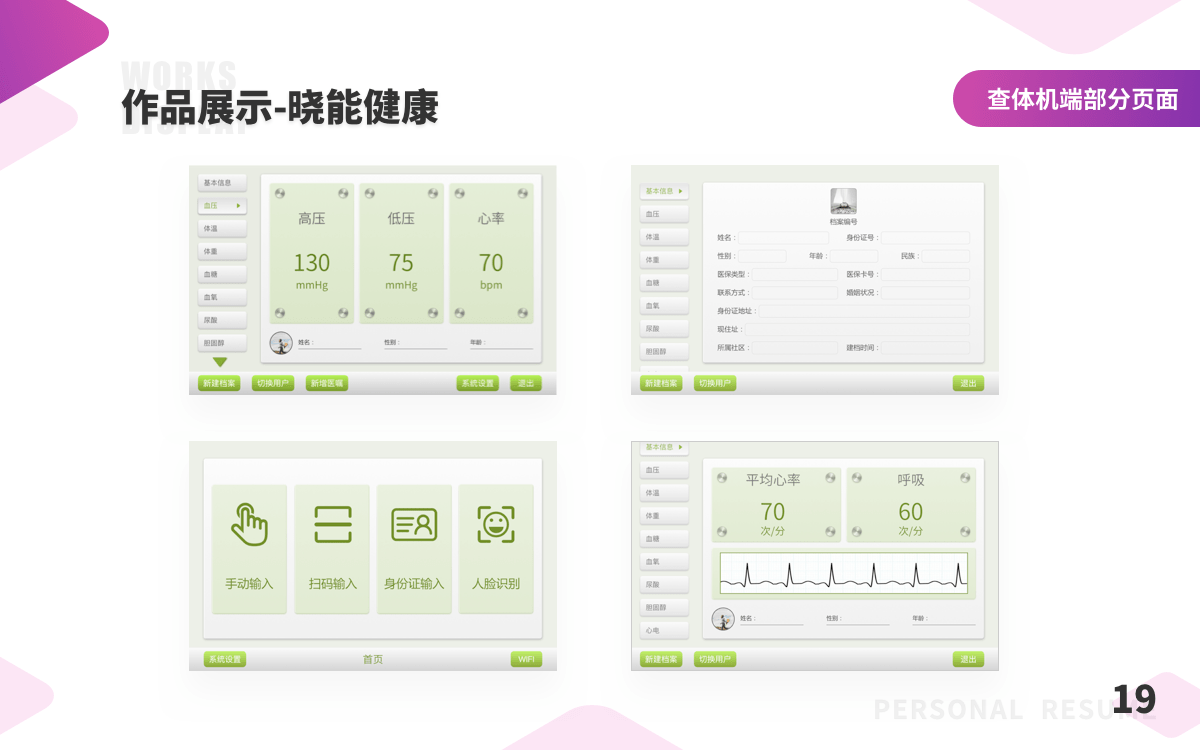 WORKS
DISPLAY
作品展示-晓能健康
查体机端部分页面
基本信息
血压
体温
体重
血糖
血氧
尿酸
胆固醇
高压
130
mmHg
低压
75
mmHg
心率
70
bpm
姓名：
性别：
年龄：
新建档案
切换用户
新增医嘱
系统设置
退出
基本信息
血压
体温
体重
血糖
血氧
尿酸
胆固醇
档案编号
姓名：
身份证号：
性别：
年龄：
民族：
医保类型：
医保卡号：
联系方式：
婚姻状况：
身份证地址：
现住址：
所属社区：
建档时间：
新建档案
切换用户
退出
手动输入
扫码输入
身份证输入
人脸识别
系统设置
首页
WIFI
基本信息
血压
体温
体重
血糖
血氧
尿酸
胆固醇
心电
平均心率
70
次/分
呼吸
60
次/分
姓名：
性别：
年龄：
新建档案
切换用户
退出
PERSONAL RESUME
19